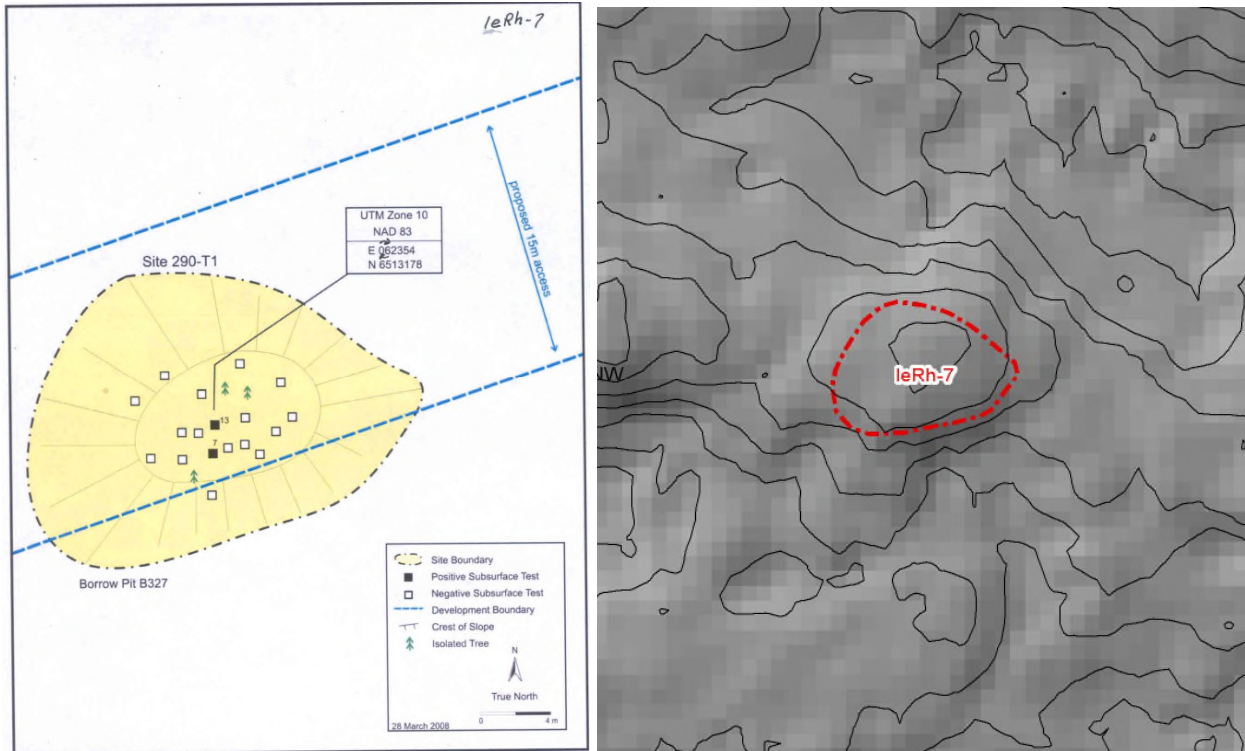 IeRh-7
proposed 15m access
UTM Zone 10
NAD 83
E 062354
N 6513178
Site 290-T1
13
7
Borrow Pit B327
Site Boundary
Positive Subsurface Test
Negative Subsurface Test
Development Boundary
Crest of Slope
Isolated Tree
N
True North
0 4 m
28 March 2008
NW
IeRh-7